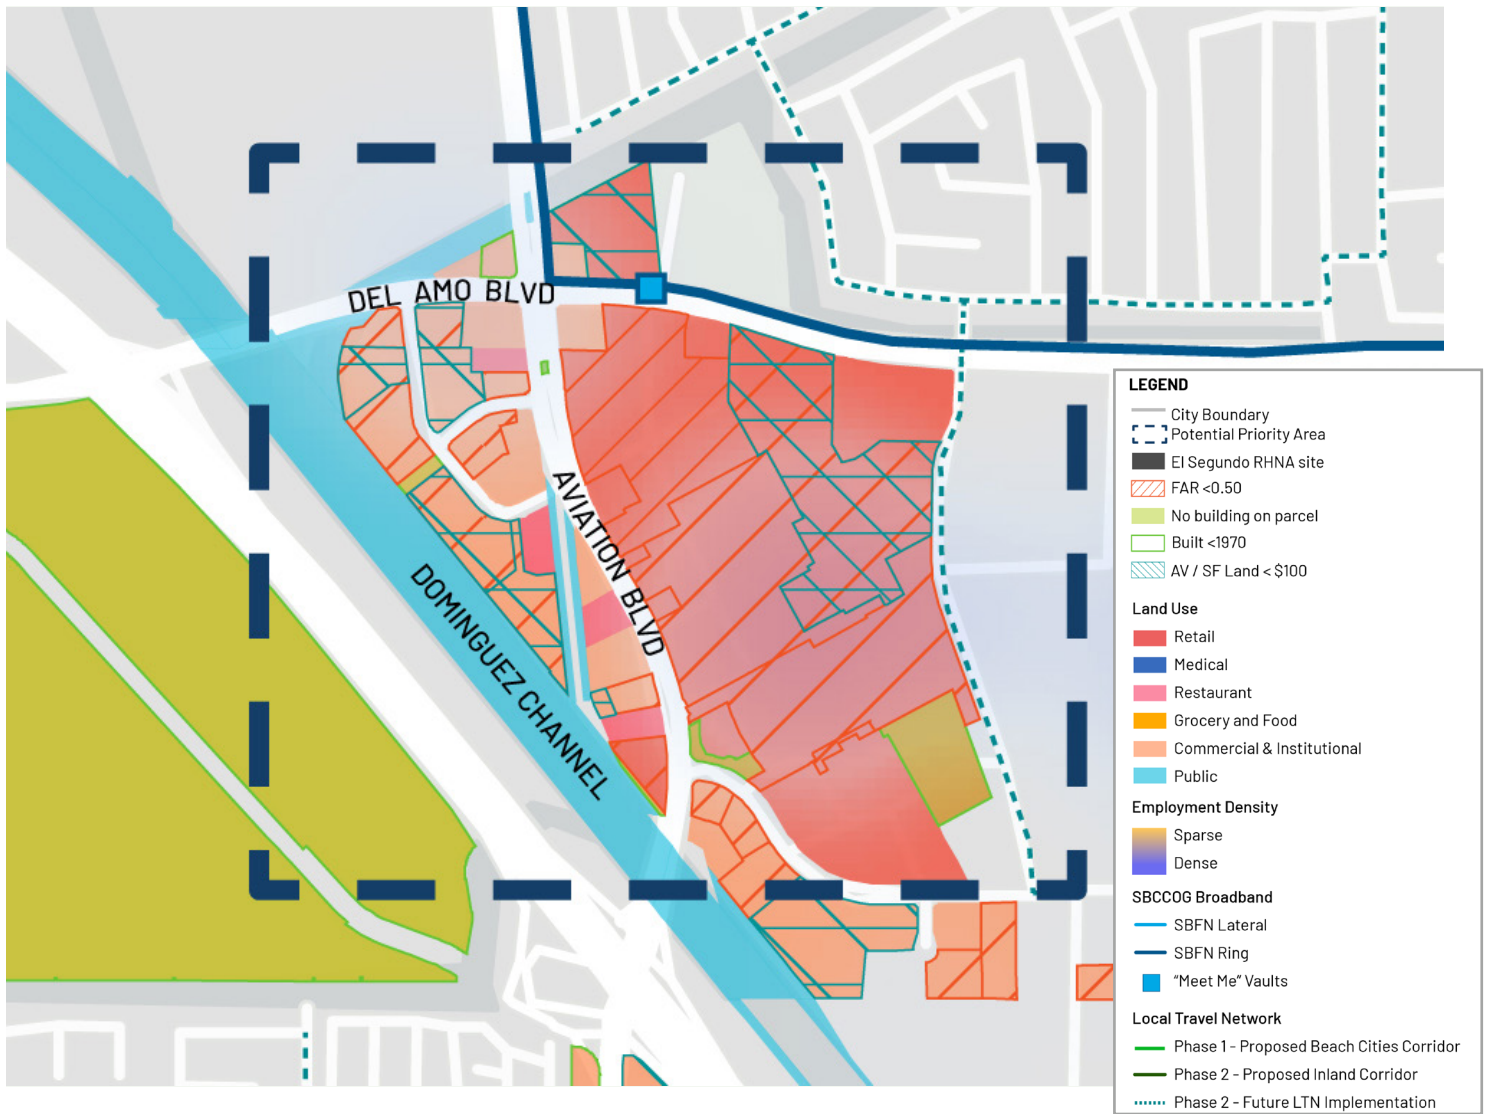 DEL AMO BLVD
AVIATION BLVD
DOMINGUEZ CHANNEL
LEGEND
City Boundary
Potential Priority Area
El Segundo RHNA site
FAR <0.50
No building on parcel
Built <1970
AV / SF Land < $100
Land Use
Retail
Medical
Restaurant
Grocery and Food
Commercial & Institutional
Public
Employment Density
Sparse
Dense
SBCCOG Broadband
SBFN Lateral
SBFN Ring
“Meet Me” Vaults
Local Travel Network
Phase 1 - Proposed Beach Cities Corridor
Phase 2 - Proposed Inland Corridor
Phase 2 - Future LTN Implementation